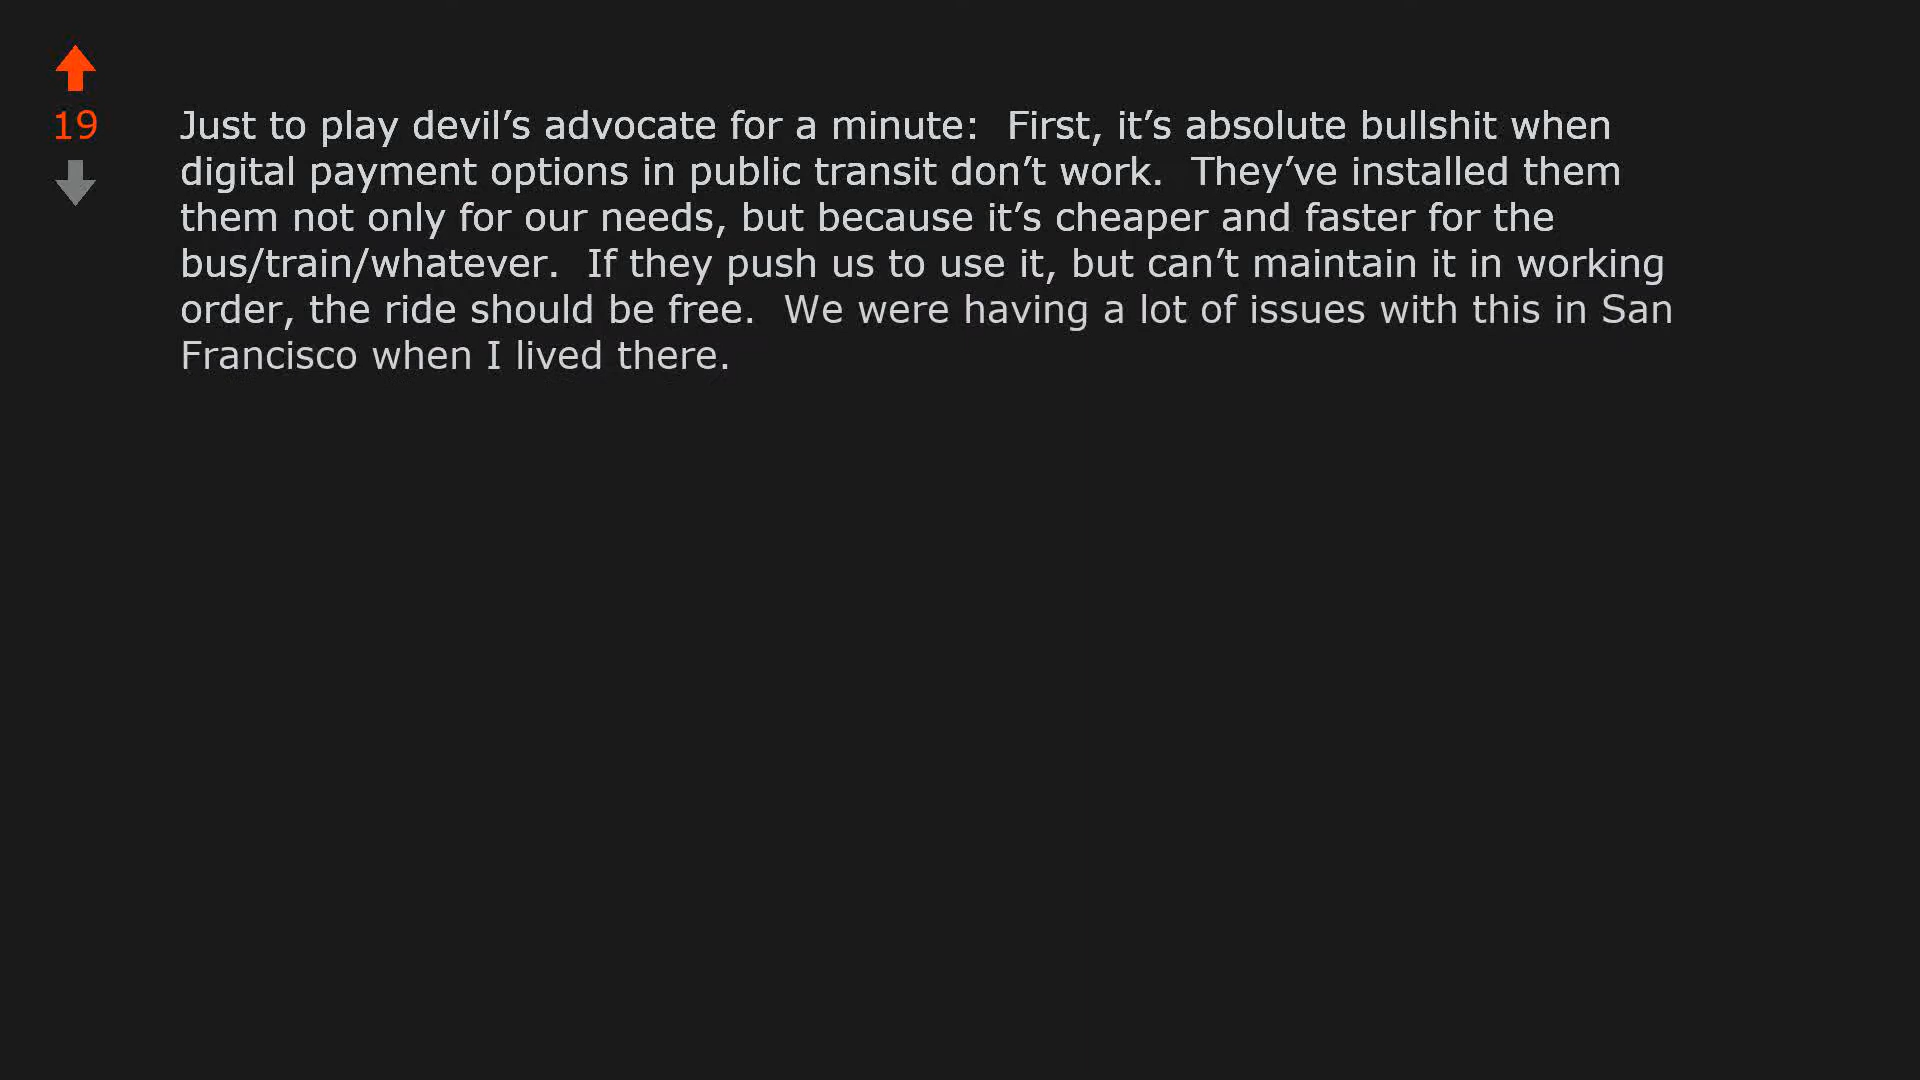 19
Just to play devil’s advocate for a minute:  First, it’s absolute bullshit when
digital payment options in public transit don’t work.  They’ve installed them
them not only for our needs, but because it’s cheaper and faster for the
bus/train/whatever.  If they push us to use it, but can’t maintain it in working
order, the ride should be free.  We were having a lot of issues with this in San
Francisco when I lived there.